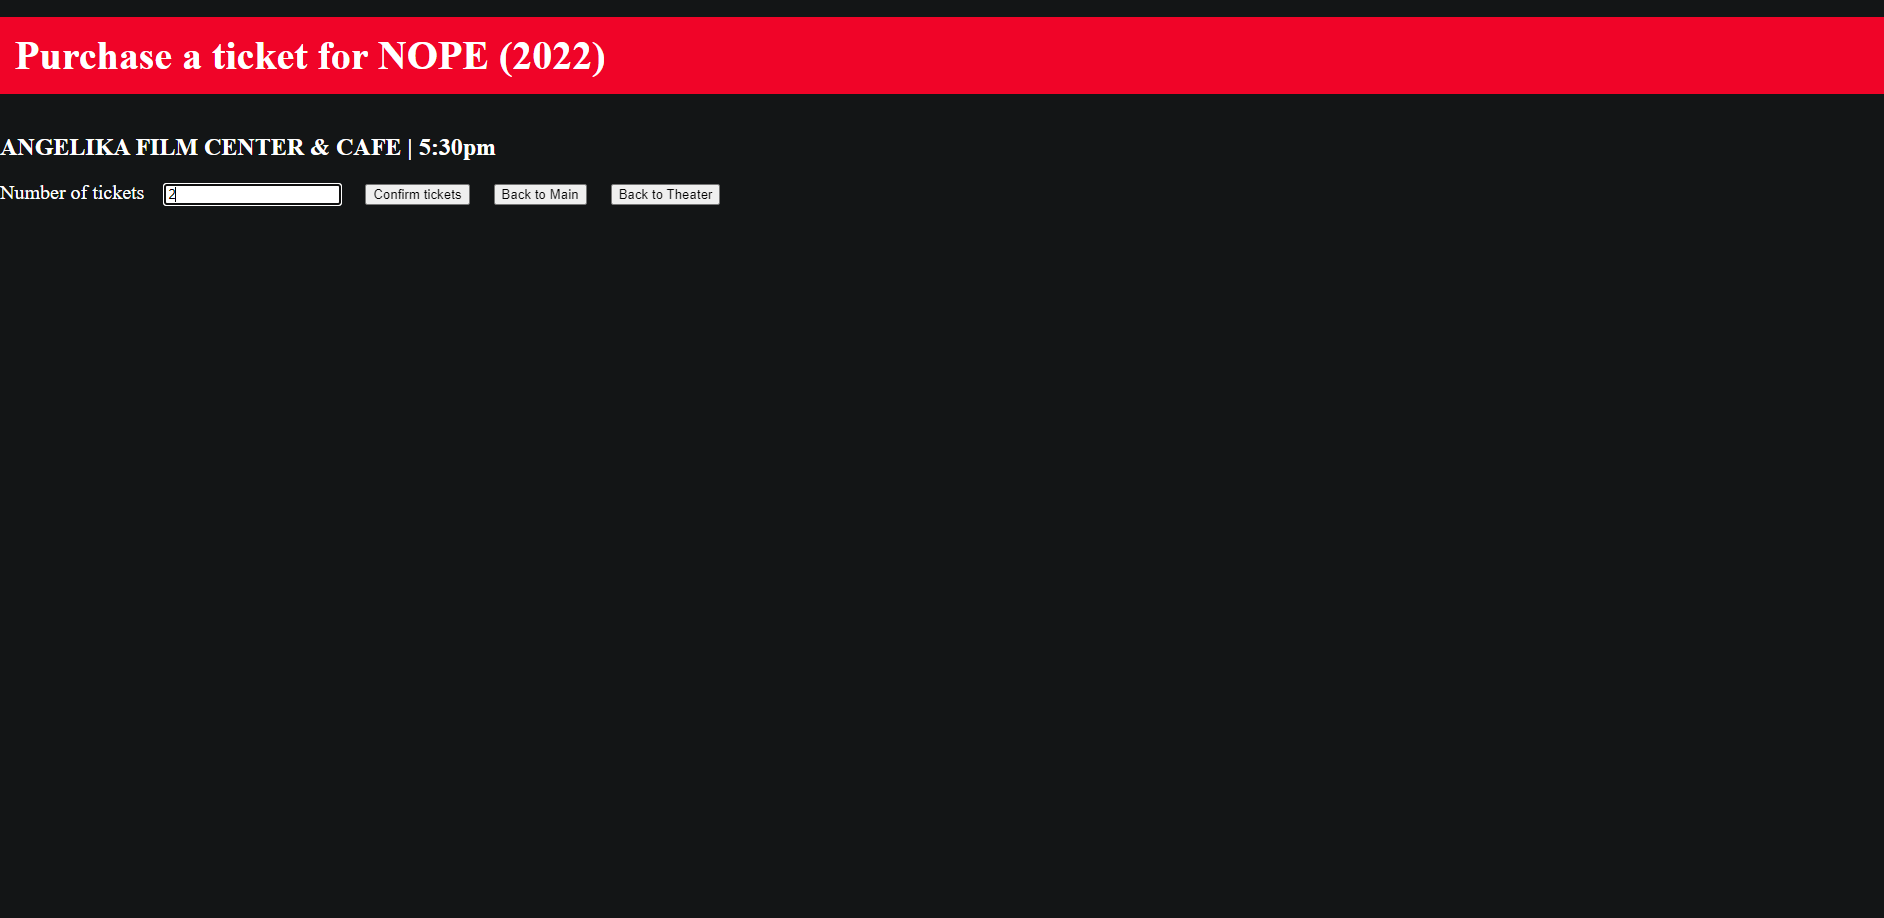 Purchase a ticket for NOPE (2022)
ANGELIKA FILM CENTER & CAFE | 5:30pm
Number of tickets 2 Confirm tickets Back to Main Back to Theater